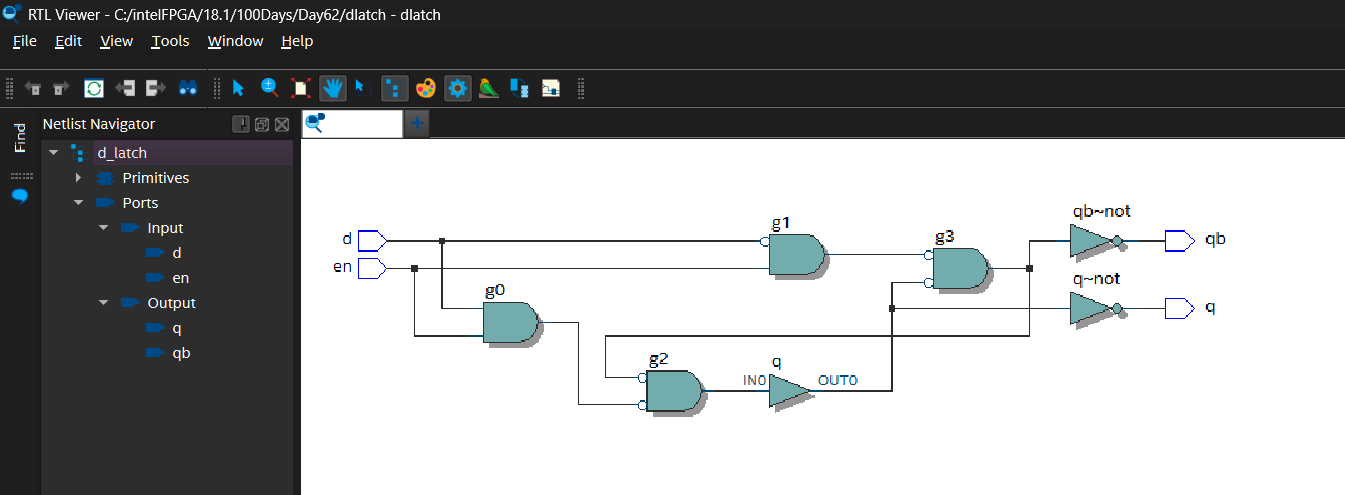 RTL Viewer - C:/intelFPGA/18.1/100Days/Day62/dlatch - dlatch
File Edit View Tools Window Help
Find
Netlist Navigator
d_latch
Primitives
Ports
Input
d
en
Output
q
qb
d
en
g0
g1
g2
q
IN0
OUT0
g3
qb~not
qb
q~not
q